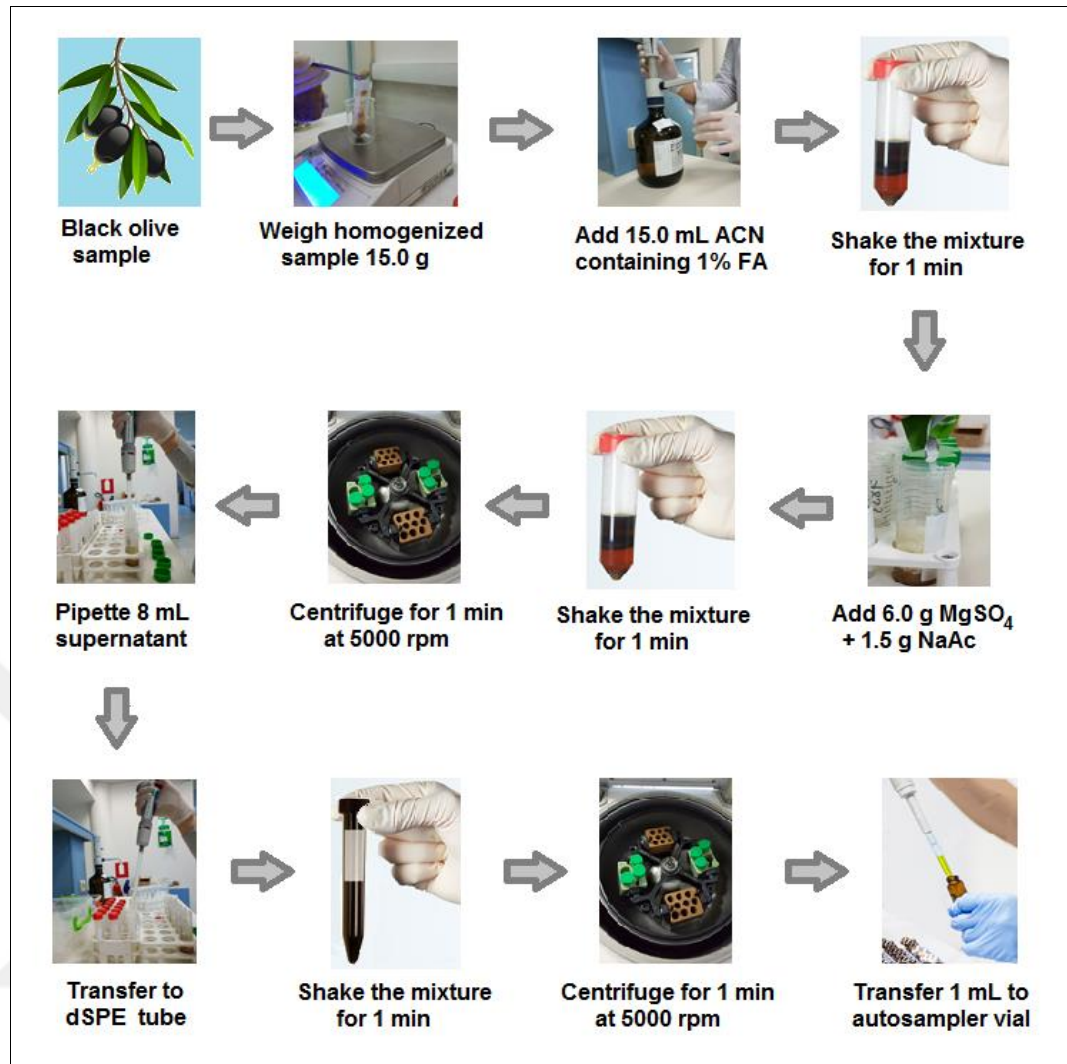 Black olive
sample
Weigh homogenized
sample 15.0 g
Add 15.0 mL ACN
containing 1% FA
Shake the mixture
for 1 min
Pipette 8 mL
supernatant
Centrifuge for 1 min
at 5000 rpm
Shake the mixture
for 1 min
Add 6.0 g MgSO₄
+ 1.5 g NaAc
Transfer to
dSPE tube
Shake the mixture
for 1 min
Centrifuge for 1 min
at 5000 rpm
Transfer 1 mL to
autosampler vial